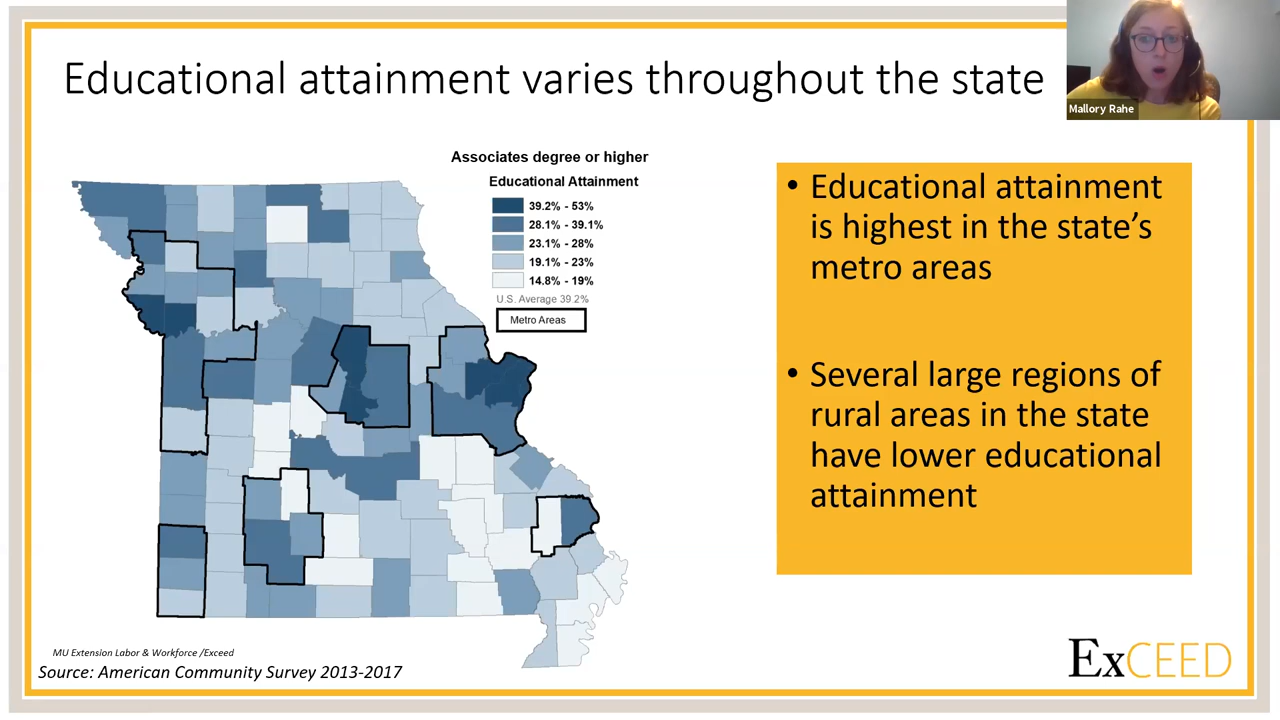 Educational attainment varies throughout the state
Mallory Rahe
Associates degree or higher
Educational Attainment
39.2% - 53%
28.1% - 39.1%
23.1% - 28%
19.1% - 23%
14.8% - 19%
U.S. Average 39 2%
Metro Areas
• Educational attainment
is highest in the state's
metro areas
• Several large regions of
rural areas in the state
have lower educational
attainment
MU Extension Labor & Workforce /Exceed
Source: American Community Survey 2013-2017
ExCEED